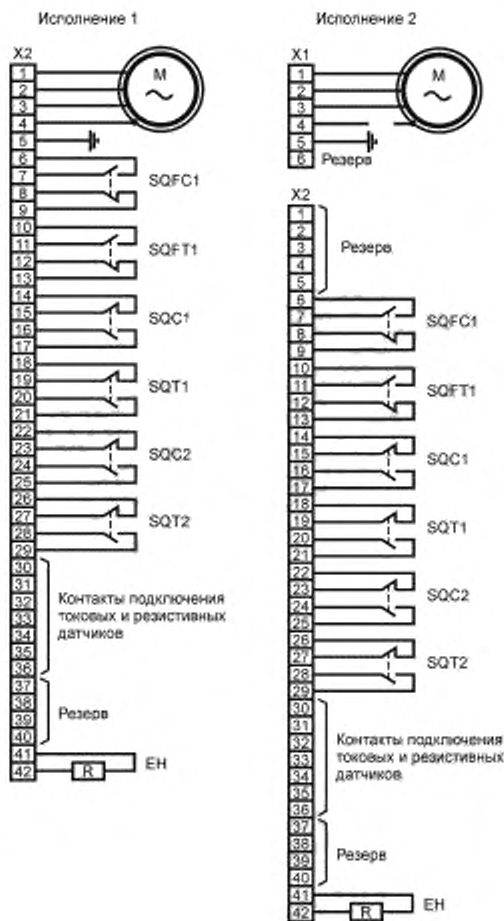 Исполнение 1
X2
1
M
2
3
4
5
6
7
SQFC1
8
9
10
11
SQFT1
12
13
14
15
SQC1
16
17
18
19
SQT1
20
21
22
23
SQC2
24
25
26
27
SQT2
28
29
30
31
32
33
34
35
36
Контакты подключения
токовых и резистивных
датчиков
37
38
39
40
Резерв
41
42
R
EH
Исполнение 2
X1
1
M
2
3
4
5
6
Резерв
X2
1
2
3
4
5
Резерв
6
7
SQFC1
8
9
10
11
SQFT1
12
13
14
15
SQC1
16
17
18
19
SQT1
20
21
22
23
SQC2
24
25
26
27
SQT2
28
29
30
31
32
33
34
35
36
Контакты подключения
токовых и резистивных
датчиков
37
38
39
40
Резерв
41
42
R
EH